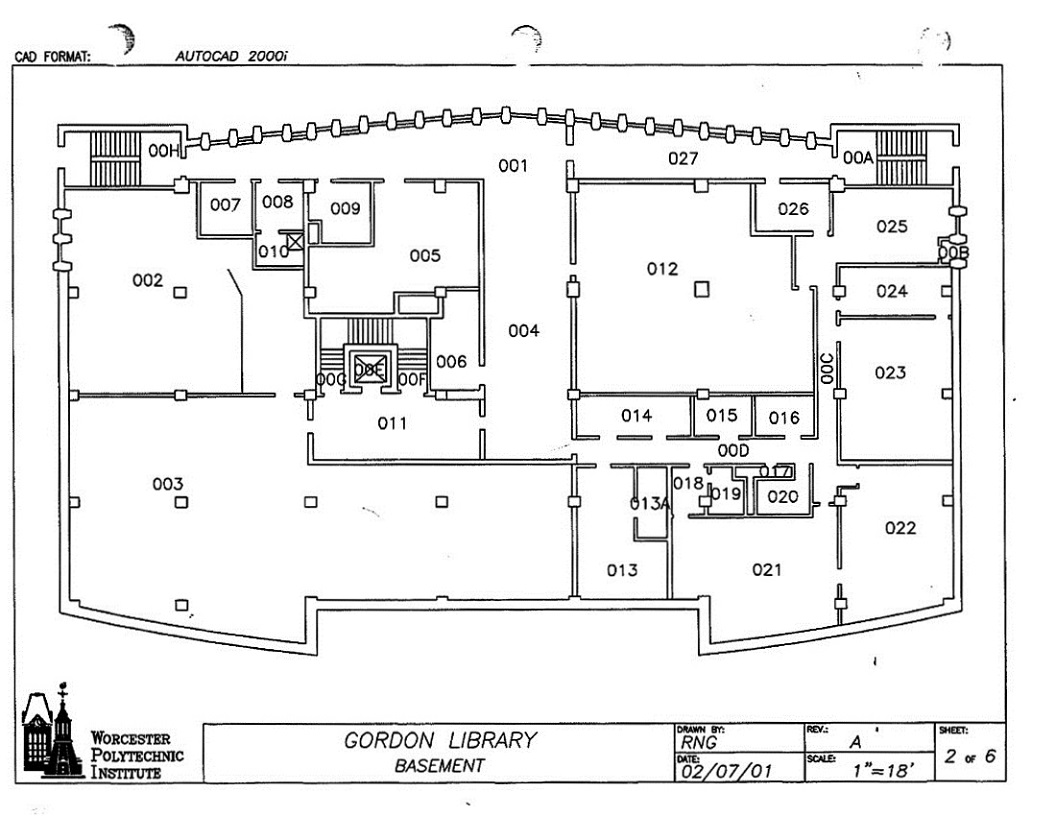 CAD FORMAT: AUTOCAD 2000i
00H
001
027
00A
007
008
009
026
025
010
005
00B
002
012
024
004
006
00E
00G
00F
00C
023
011
014
015
016
00D
003
018
017
013A
019
020
022
013
021
WORCESTER
POLYTECHNIC
INSTITUTE
GORDON LIBRARY
BASEMENT
DRAWN BY:
RNG
DATE:
02/07/01
REV.:
A
SCALE:
1"=18'
SHEET:
2 OF 6